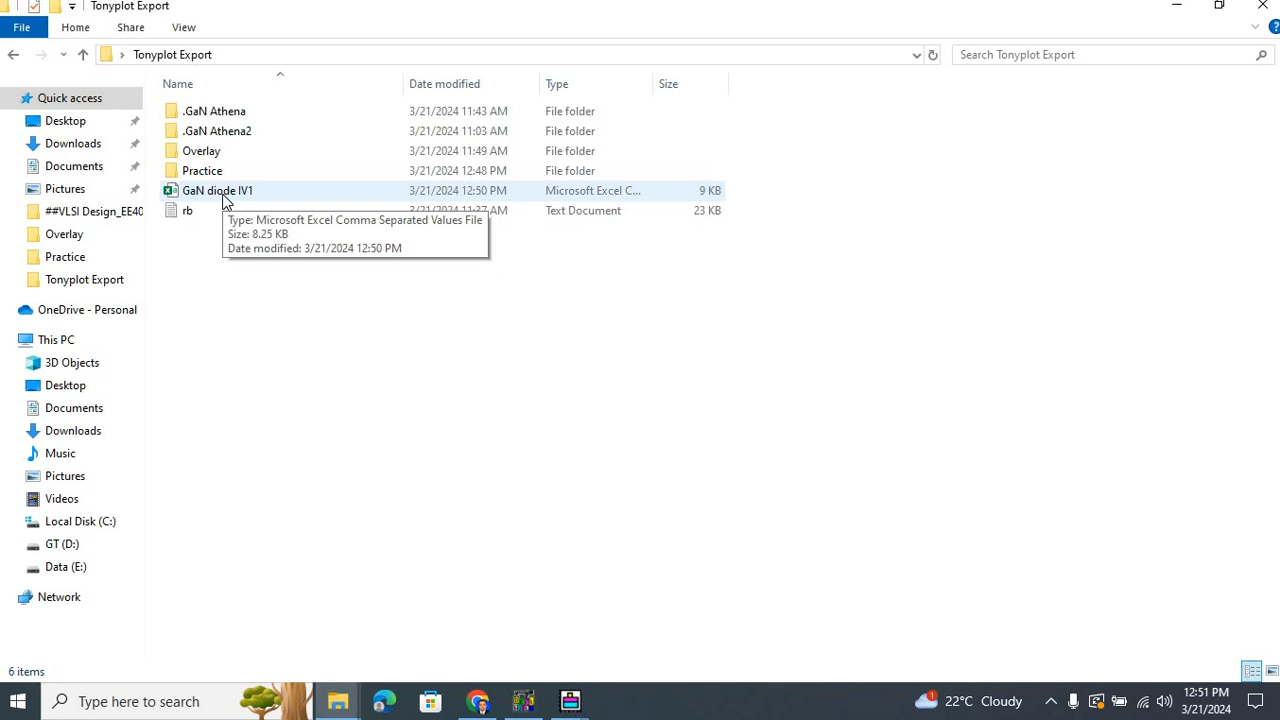 Tonyplot Export
File Home Share View
Tonyplot Export Search Tonyplot Export
Name Date modified Type Size
Quick access
Desktop
Downloads
Documents
Pictures
##VLSI Design_EE40
Overlay
Practice
Tonyplot Export
OneDrive - Personal
This PC
3D Objects
Desktop
Documents
Downloads
Music
Pictures
Videos
Local Disk (C:)
GT (D:)
Data (E:)
Network
.GaN Athena 3/21/2024 11:43 AM File folder
.GaN Athena2 3/21/2024 11:03 AM File folder
Overlay 3/21/2024 11:49 AM File folder
Practice 3/21/2024 12:48 PM File folder
GaN diode IV1 3/21/2024 12:50 PM Microsoft Excel C... 9 KB
rb AM Text Document 23 KB
Type: Microsoft Excel Comma Separated Values File
Size: 8.25 KB
Date modified: 3/21/2024 12:50 PM
6 items
Type here to search
1 22°C Cloudy
12:51 PM
3/21/2024